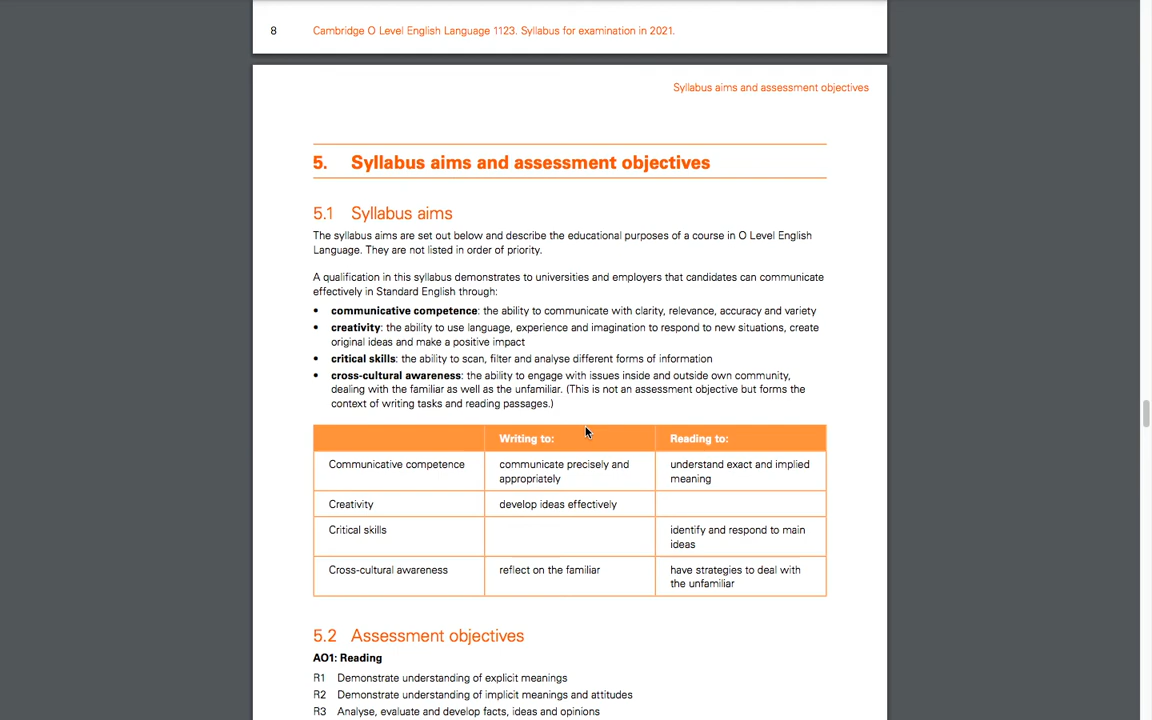 8 Cambridge O Level English Language 1123. Syllabus for examination in 2021.
Syllabus aims and assessment objectives
5. Syllabus aims and assessment objectives
5.1 Syllabus aims
The syllabus aims are set out below and describe the educational purposes of a course in O Level English
Language. They are not listed in order of priority.
A qualification in this syllabus demonstrates to universities and employers that candidates can communicate
effectively in Standard English through:
• communicative competence: the ability to communicate with clarity, relevance, accuracy and variety
• creativity: the ability to use language, experience and imagination to respond to new situations, create
original ideas and make a positive impact
• critical skills: the ability to scan, filter and analyse different forms of information
• cross-cultural awareness: the ability to engage with issues inside and outside own community,
dealing with the familiar as well as the unfamiliar. (This is not an assessment objective but forms the
context of writing tasks and reading passages.)
Writing to: Reading to:
Communicative competence communicate precisely and understand exact and implied
appropriately meaning
Creativity develop ideas effectively
Critical skills identify and respond to main
ideas
Cross-cultural awareness reflect on the familiar have strategies to deal with
the unfamiliar
5.2 Assessment objectives
AO1: Reading
R1 Demonstrate understanding of explicit meanings
R2 Demonstrate understanding of implicit meanings and attitudes
R3 Analyse, evaluate and develop facts, ideas and opinions